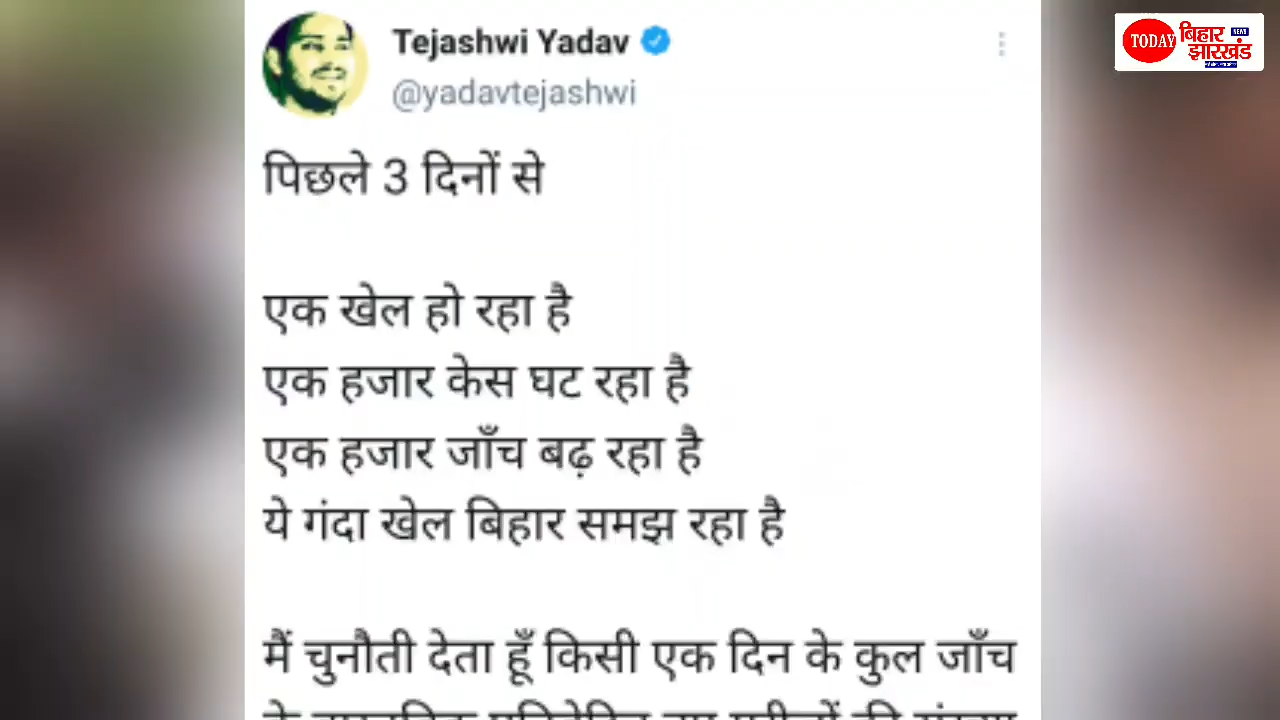 Tejashwi Yadav
@yadavtejashwi
TODAY
बिहार
झारखंड
NEWS
पिछले 3 दिनों से
एक खेल हो रहा है
एक हजार केस घट रहा है
एक हजार जाँच बढ़ रहा है
ये गंदा खेल बिहार समझ रहा है
मैं चुनौती देता हूँ किसी एक दिन के कुल जाँच